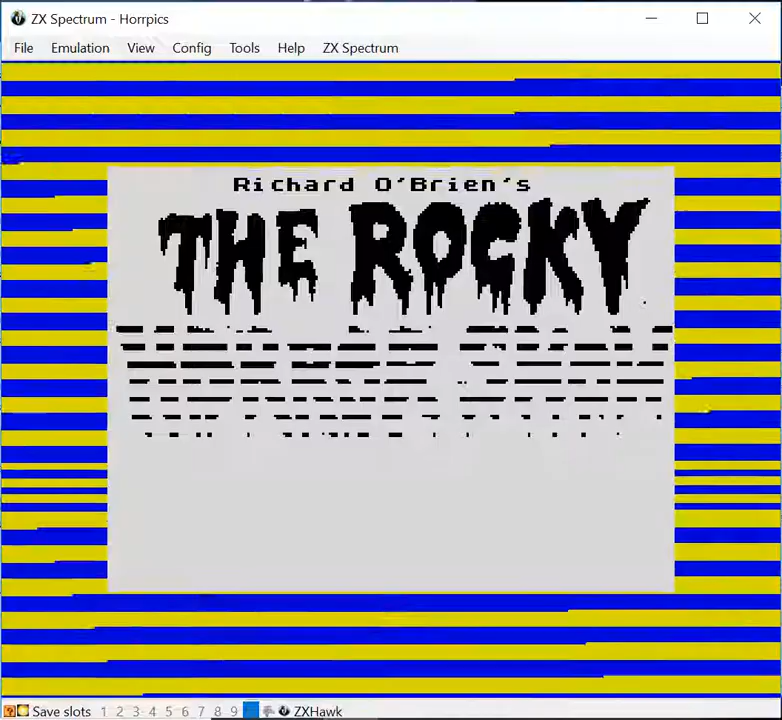 ZX Spectrum - Horrpics
File Emulation View Config Tools Help ZX Spectrum
Richard O'Brien's
THE ROCKY
Save slots 1 2 3 4 5 6 7 8 9 ZXHawk